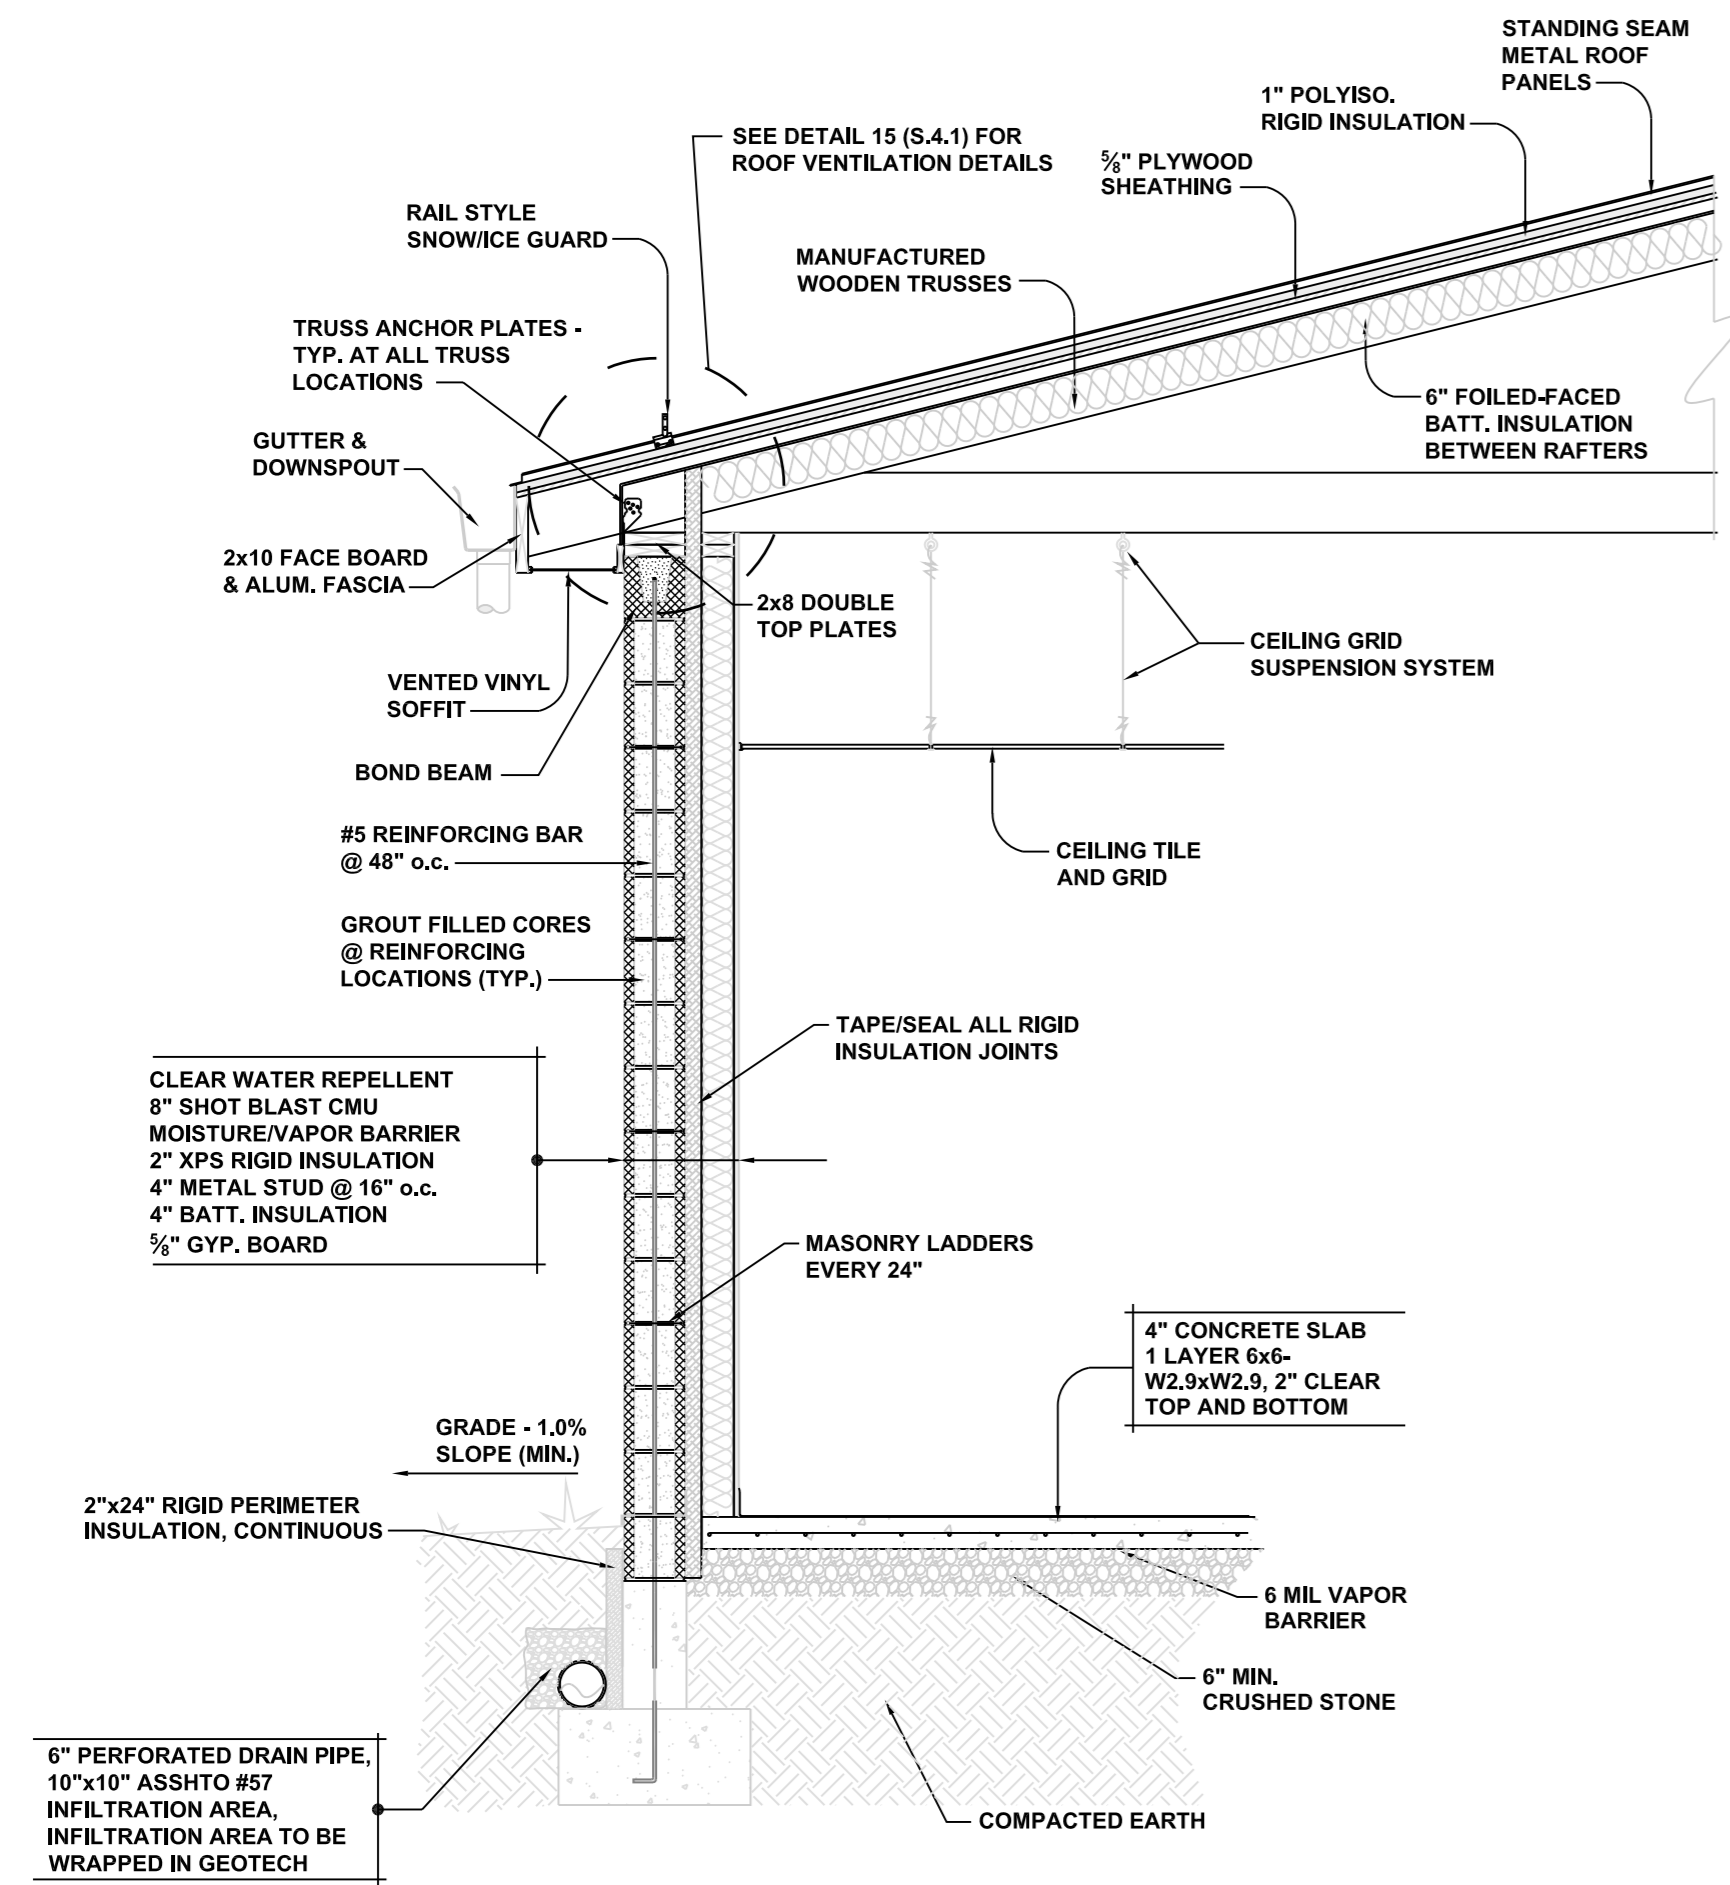 STANDING SEAM
METAL ROOF
PANELS
1" POLYISO.
RIGID INSULATION
SEE DETAIL 15 (S.4.1) FOR
ROOF VENTILATION DETAILS
⅝" PLYWOOD
SHEATHING
RAIL STYLE
SNOW/ICE GUARD
MANUFACTURED
WOODEN TRUSSES
TRUSS ANCHOR PLATES -
TYP. AT ALL TRUSS
LOCATIONS
6" FOILED-FACED
BATT. INSULATION
BETWEEN RAFTERS
GUTTER &
DOWNSPOUT
2x10 FACE BOARD
& ALUM. FASCIA
2x8 DOUBLE
TOP PLATES
CEILING GRID
SUSPENSION SYSTEM
VENTED VINYL
SOFFIT
BOND BEAM
#5 REINFORCING BAR
@ 48" o.c.
CEILING TILE
AND GRID
GROUT FILLED CORES
@ REINFORCING
LOCATIONS (TYP.)
TAPE/SEAL ALL RIGID
INSULATION JOINTS
CLEAR WATER REPELLENT
8" SHOT BLAST CMU
MOISTURE/VAPOR BARRIER
2" XPS RIGID INSULATION
4" METAL STUD @ 16" o.c.
4" BATT. INSULATION
⅝" GYP. BOARD
MASONRY LADDERS
EVERY 24"
4" CONCRETE SLAB
1 LAYER 6x6-
W2.9xW2.9, 2" CLEAR
TOP AND BOTTOM
GRADE - 1.0%
SLOPE (MIN.)
2"x24" RIGID PERIMETER
INSULATION, CONTINUOUS
6 MIL VAPOR
BARRIER
6" MIN.
CRUSHED STONE
6" PERFORATED DRAIN PIPE,
10"x10" ASSHTO #57
INFILTRATION AREA,
INFILTRATION AREA TO BE
WRAPPED IN GEOTECH
COMPACTED EARTH